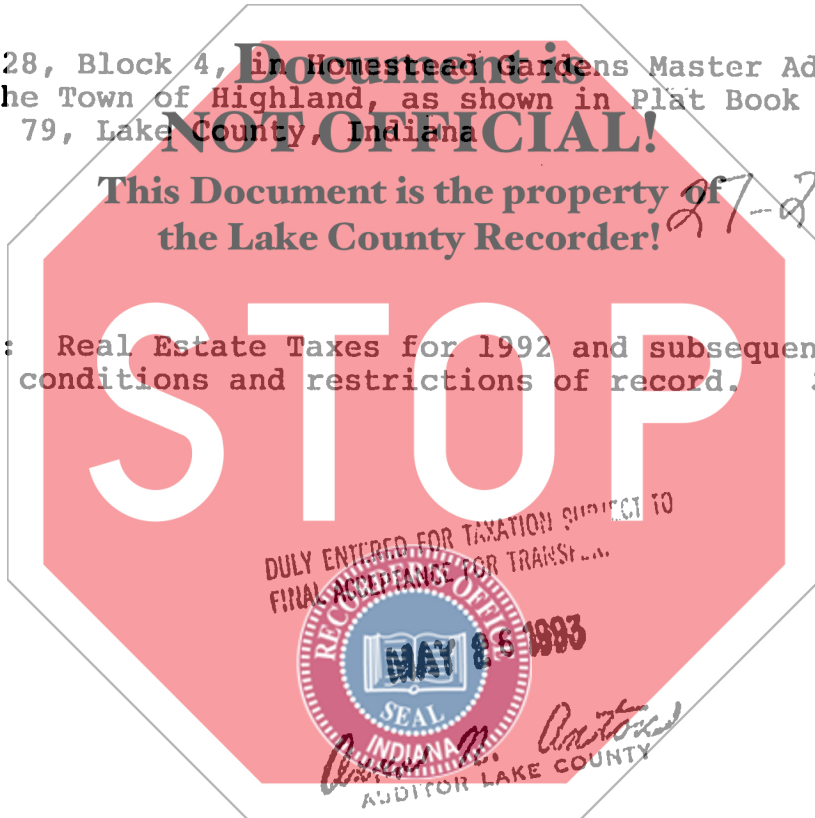 28, Block 4, in Homestead Gardens Master Ad
he Town of Highland, as shown in Plat Book
79, Lake County, Indiana
Document is
NOT OFFICIAL!
This Document is the property of
the Lake County Recorder!
27-2
: Real Estate Taxes for 1992 and subsequen
conditions and restrictions of record.
STOP
DULY ENTERED FOR TAXATION SUBJECT TO
FINAL ACCEPTANCE FOR TRANSFER.
RECORDER'S OFFICE
MAY 1993
SEAL
INDIANA
AUDITOR LAKE COUNTY